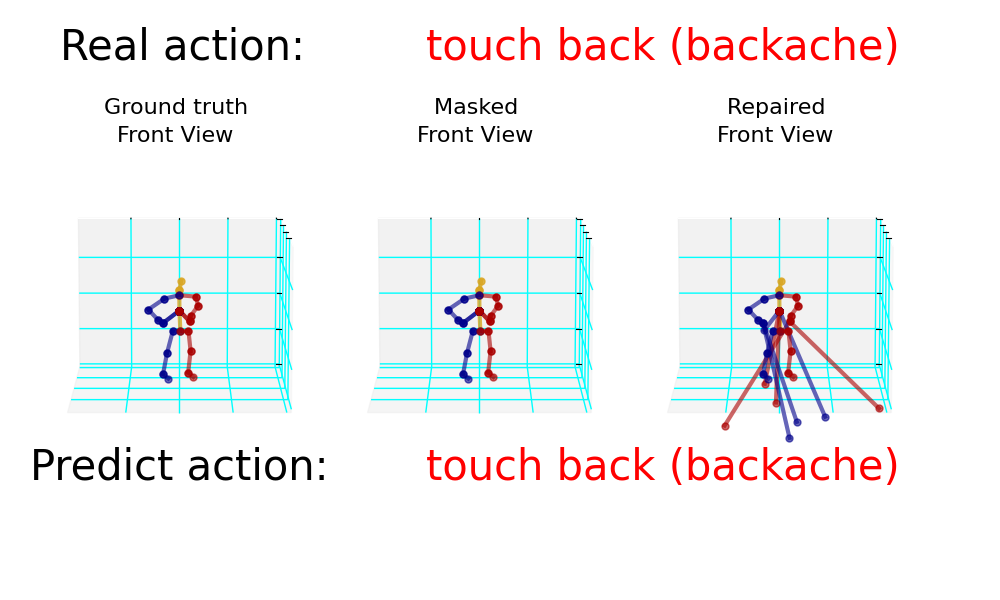 Real action: touch back (backache)
Ground truth Masked Repaired
Front View Front View Front View
Predict action: touch back (backache)